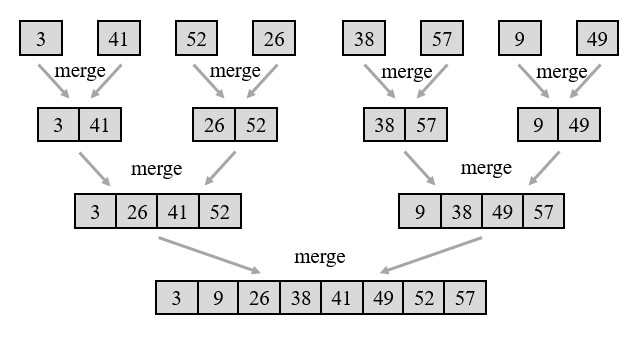 3 41 52 26 38 57 9 49
merge merge merge merge
3 41 26 52 38 57 9 49
merge merge
3 26 41 52 9 38 49 57
merge
3 9 26 38 41 49 52 57